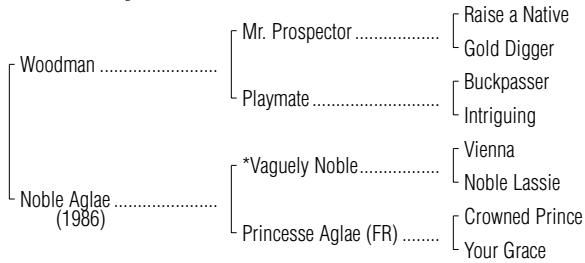 Raise a Native
Mr. Prospector ...................
Gold Digger
Woodman ..........................
Buckpasser
Playmate ............................
Intriguing
Vienna
*Vaguely Noble..................
Noble Lassie
Noble Aglae .......................
(1986)
Crowned Prince
Princesse Aglae (FR) ........
Your Grace